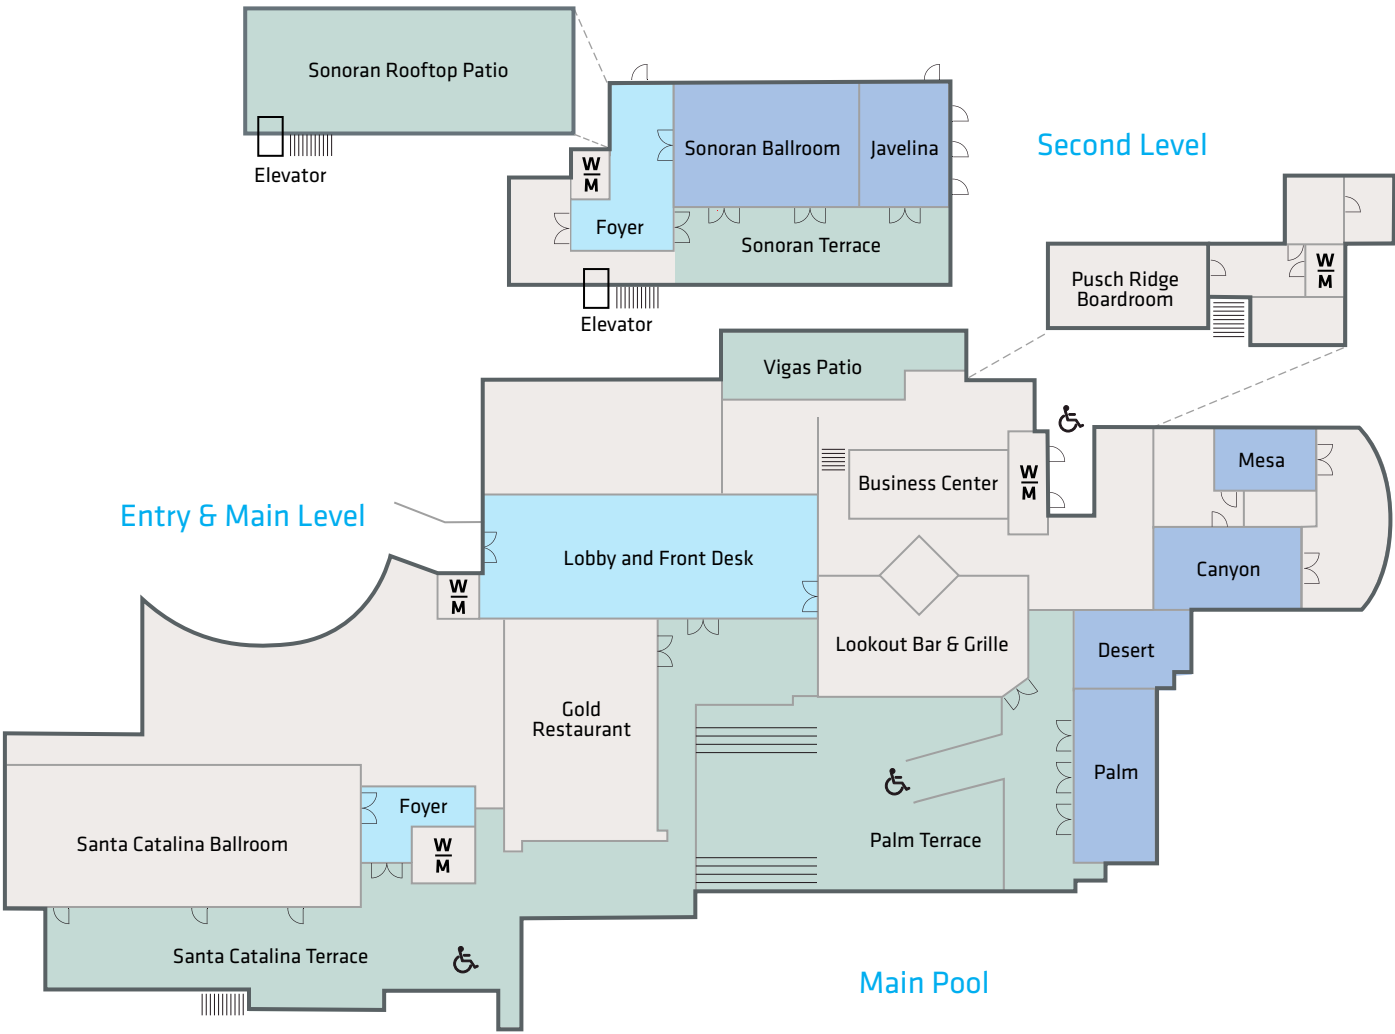 Sonoran Rooftop Patio
Elevator
W
M
Sonoran Ballroom
Javelina
Foyer
Sonoran Terrace
Elevator
Second Level
Pusch Ridge
Boardroom
W
M
Vigas Patio
Business Center
W
M
Mesa
Entry & Main Level
Lobby and Front Desk
Canyon
W
M
Lookout Bar & Grille
Desert
Gold
Restaurant
Palm
Foyer
Santa Catalina Ballroom
W
M
Palm Terrace
Santa Catalina Terrace
Main Pool